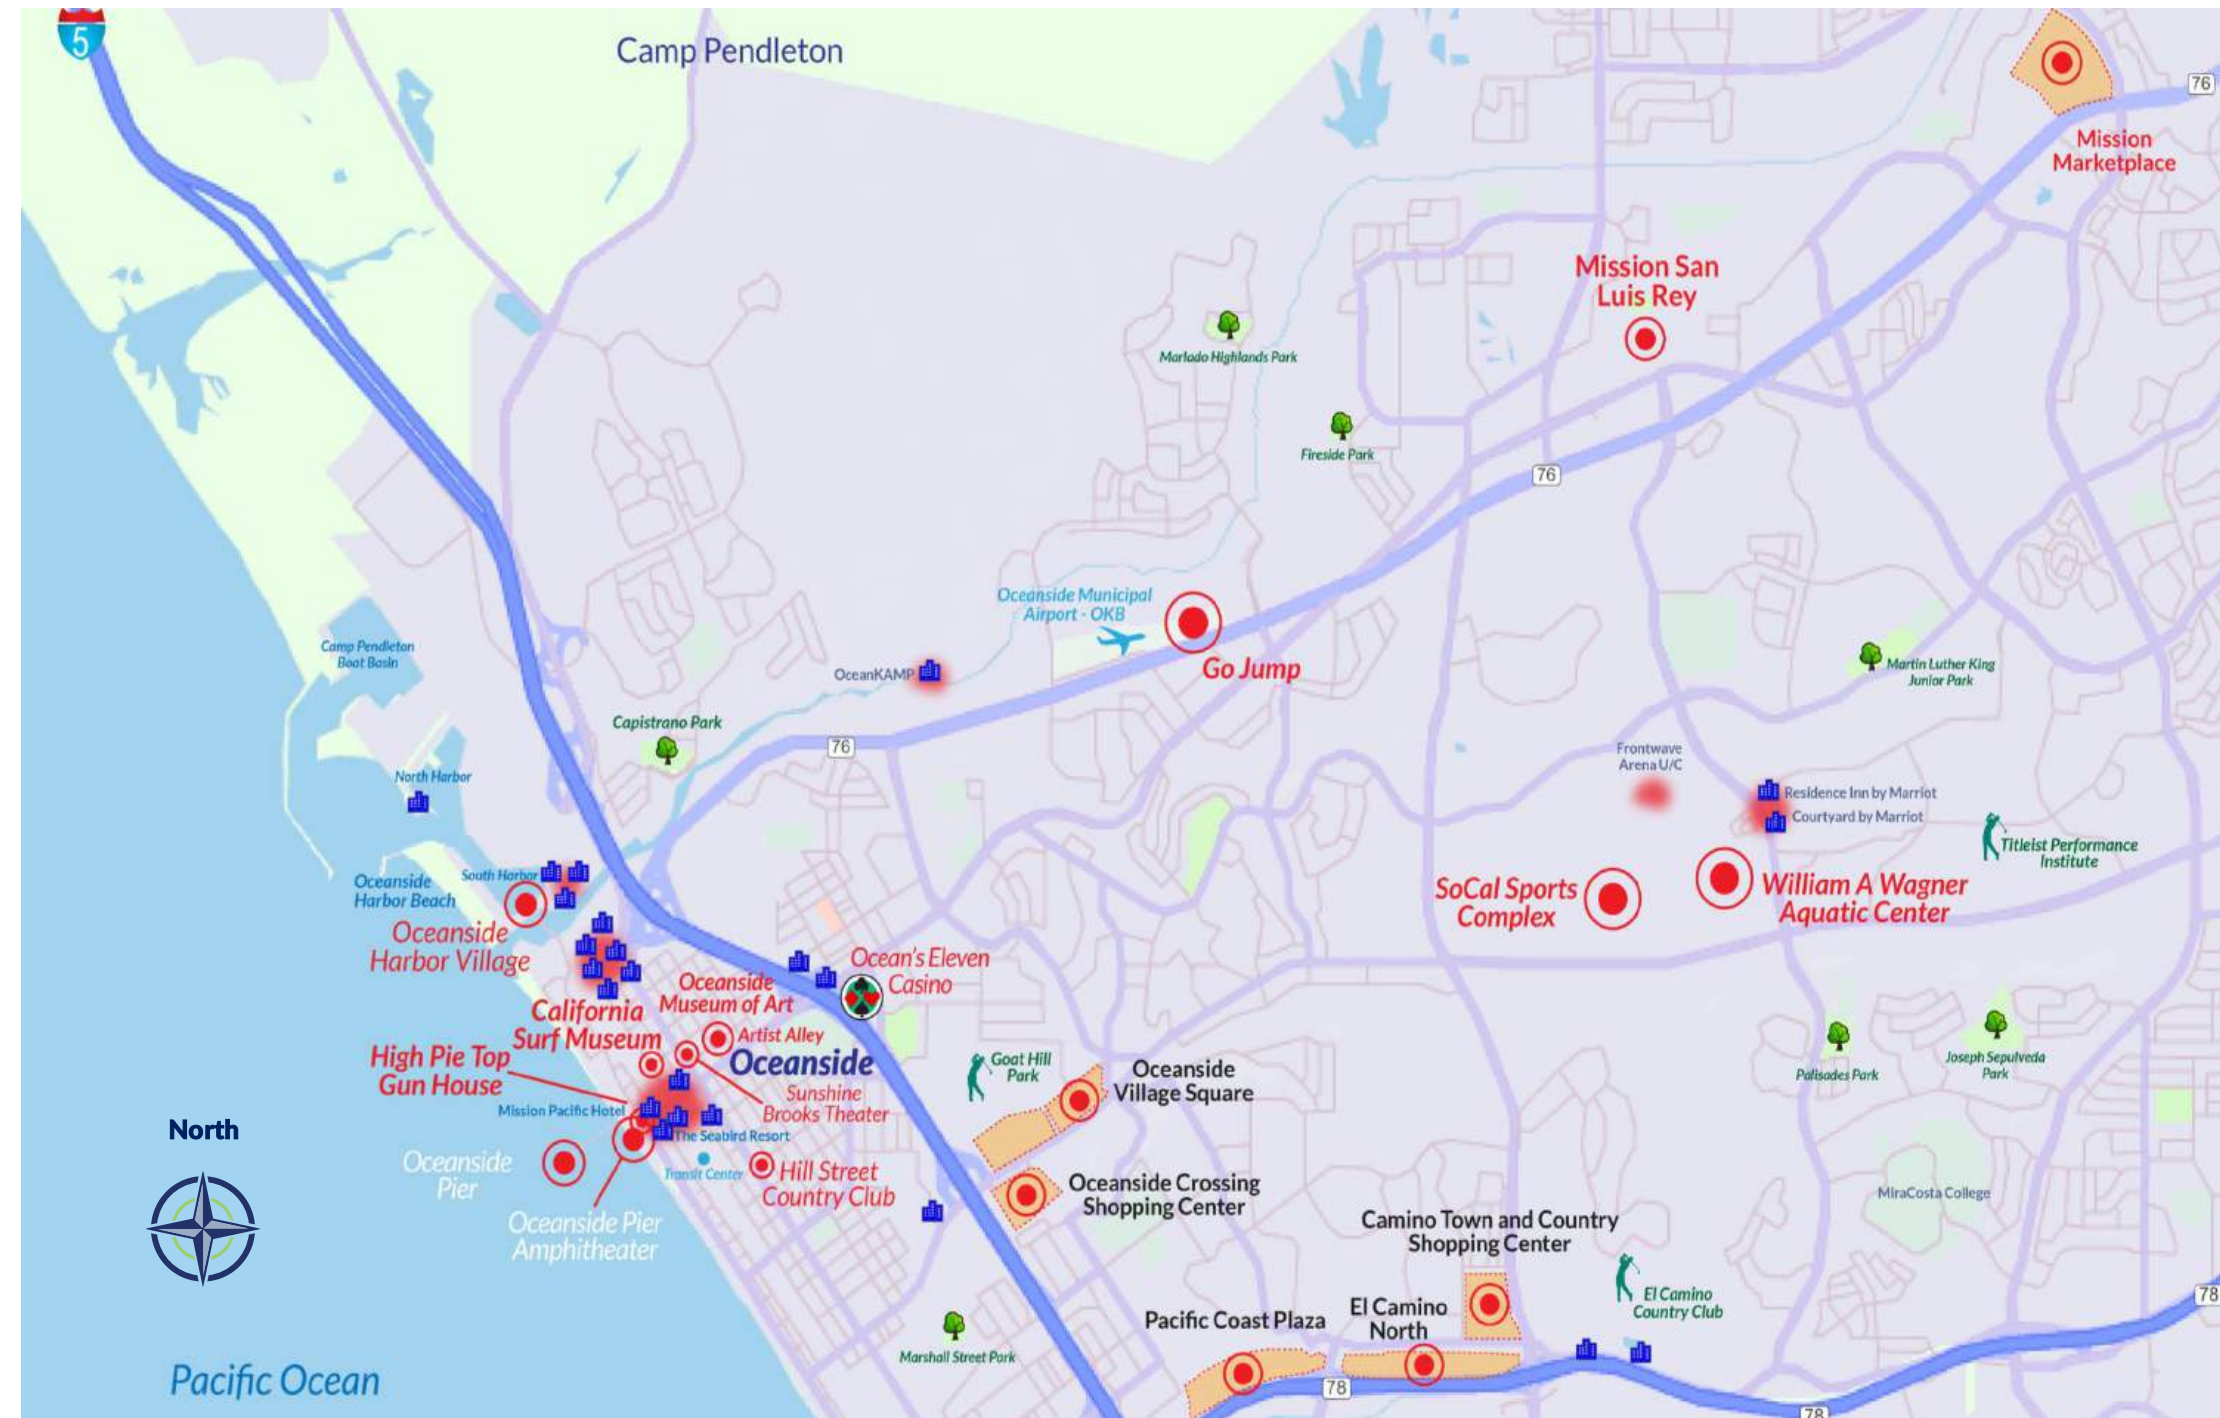 5
Camp Pendleton
76
Mission
Marketplace
Mission San
Luis Rey
Marlado Highlands Park
Fireside Park
76
Oceanside Municipal
Airport - OKB
Go Jump
Camp Pendleton
Boat Basin
OceanKAMP
Martin Luther King
Junior Park
Capistrano Park
76
Frontwave
Arena U/C
North Harbor
Residence Inn by Marriot
Courtyard by Marriot
Titleist Performance
Institute
South Harbor
Oceanside
Harbor Beach
SoCal Sports
Complex
William A Wagner
Aquatic Center
Oceanside
Harbor Village
Ocean's Eleven
Casino
Oceanside
Museum of Art
California
Surf Museum
Artist Alley
High Pie Top
Gun House
Oceanside
Goat Hill
Park
Oceanside
Village Square
Palisades Park
Joseph Sepulveda
Park
Sunshine
Brooks Theater
Mission Pacific Hotel
The Seabird Resort
North
Oceanside
Pier
Transit Center
Hill Street
Country Club
Oceanside Crossing
Shopping Center
MiraCosta College
Oceanside Pier
Amphitheater
Camino Town and Country
Shopping Center
El Camino
Country Club
78
Pacific Coast Plaza
El Camino
North
Marshall Street Park
Pacific Ocean
78
78